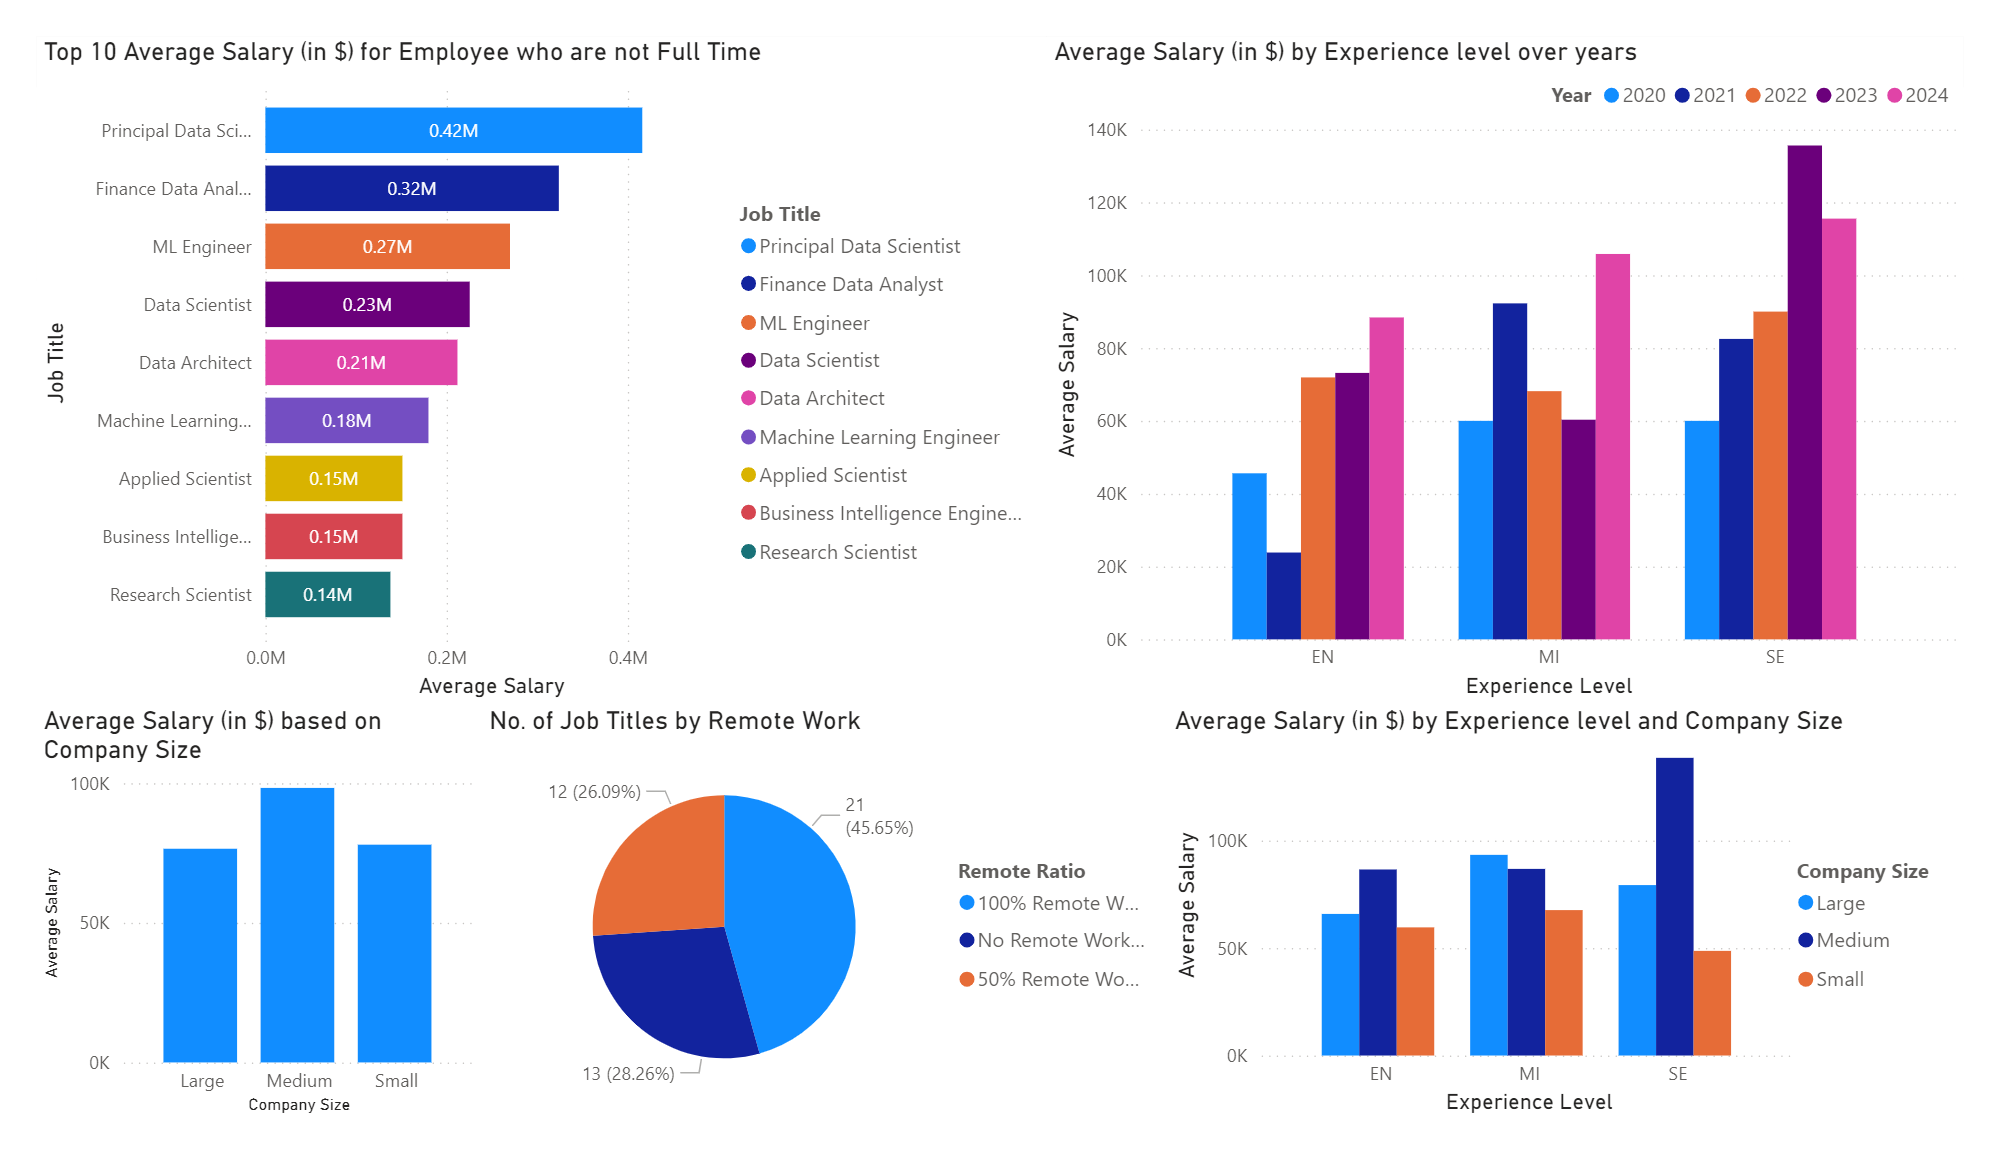 Top 10 Average Salary (in $) for Employee who are not Full Time
Job Title
Principal Data Sci...
0.42M
Finance Data Anal...
0.32M
ML Engineer
0.27M
Data Scientist
0.23M
Data Architect
0.21M
Machine Learning...
0.18M
Applied Scientist
0.15M
Business Intellige...
0.15M
Research Scientist
0.14M
0.0M
0.2M
0.4M
Average Salary
Job Title
Principal Data Scientist
Finance Data Analyst
ML Engineer
Data Scientist
Data Architect
Machine Learning Engineer
Applied Scientist
Business Intelligence Engine...
Research Scientist
Average Salary (in $) by Experience level over years
Year 2020 2021 2022 2023 2024
Average Salary
140K
120K
100K
80K
60K
40K
20K
0K
EN
MI
SE
Experience Level
Average Salary (in $) based on
Company Size
Average Salary
100K
50K
0K
Large
Medium
Small
Company Size
No. of Job Titles by Remote Work
12 (26.09%)
21
(45.65%)
13 (28.26%)
Remote Ratio
100% Remote W...
No Remote Work...
50% Remote Wo...
Average Salary (in $) by Experience level and Company Size
Average Salary
100K
50K
0K
EN
MI
SE
Experience Level
Company Size
Large
Medium
Small